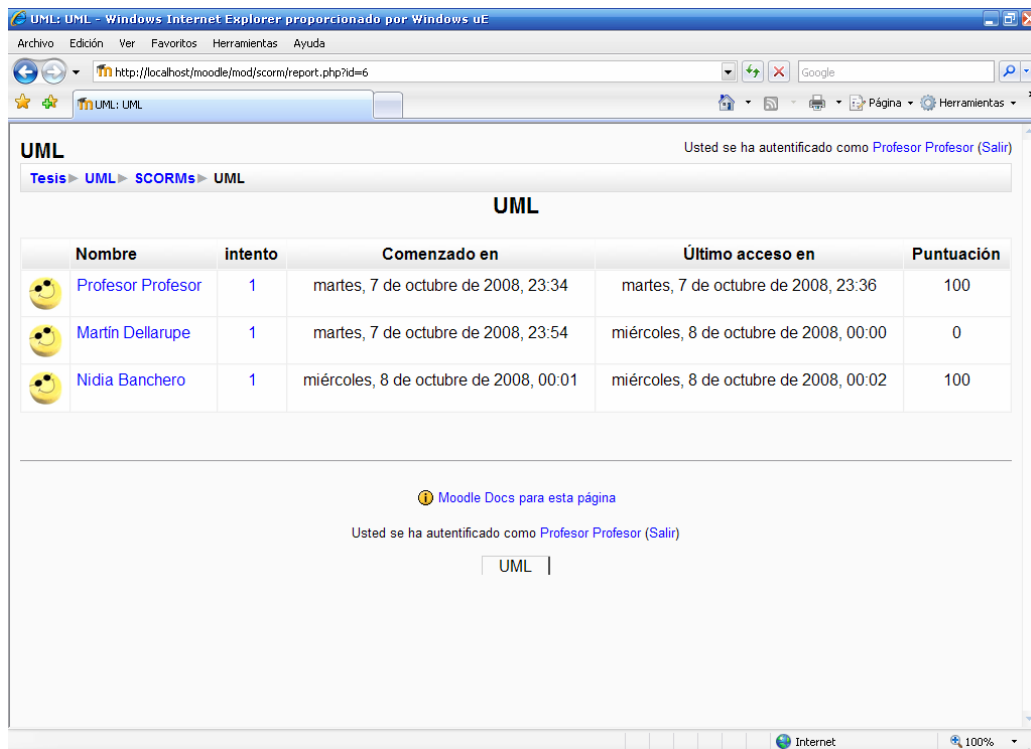 UML: UML - Windows Internet Explorer proporcionado por Windows uE
Archivo Edición Ver Favoritos Herramientas Ayuda
http://localhost/moodle/mod/scorm/report.php?id=6 Google
UML: UML Página Herramientas
UML Usted se ha autentificado como Profesor Profesor (Salir)
Tesis UML SCORMs UML
UML
Nombre intento Comenzado en Último acceso en Puntuación
Profesor Profesor 1 martes, 7 de octubre de 2008, 23:34 martes, 7 de octubre de 2008, 23:36 100
Martín Dellarupe 1 martes, 7 de octubre de 2008, 23:54 miércoles, 8 de octubre de 2008, 00:00 0
Nidia Banchero 1 miércoles, 8 de octubre de 2008, 00:01 miércoles, 8 de octubre de 2008, 00:02 100
Moodle Docs para esta página
Usted se ha autentificado como Profesor Profesor (Salir)
UML
Internet 100%